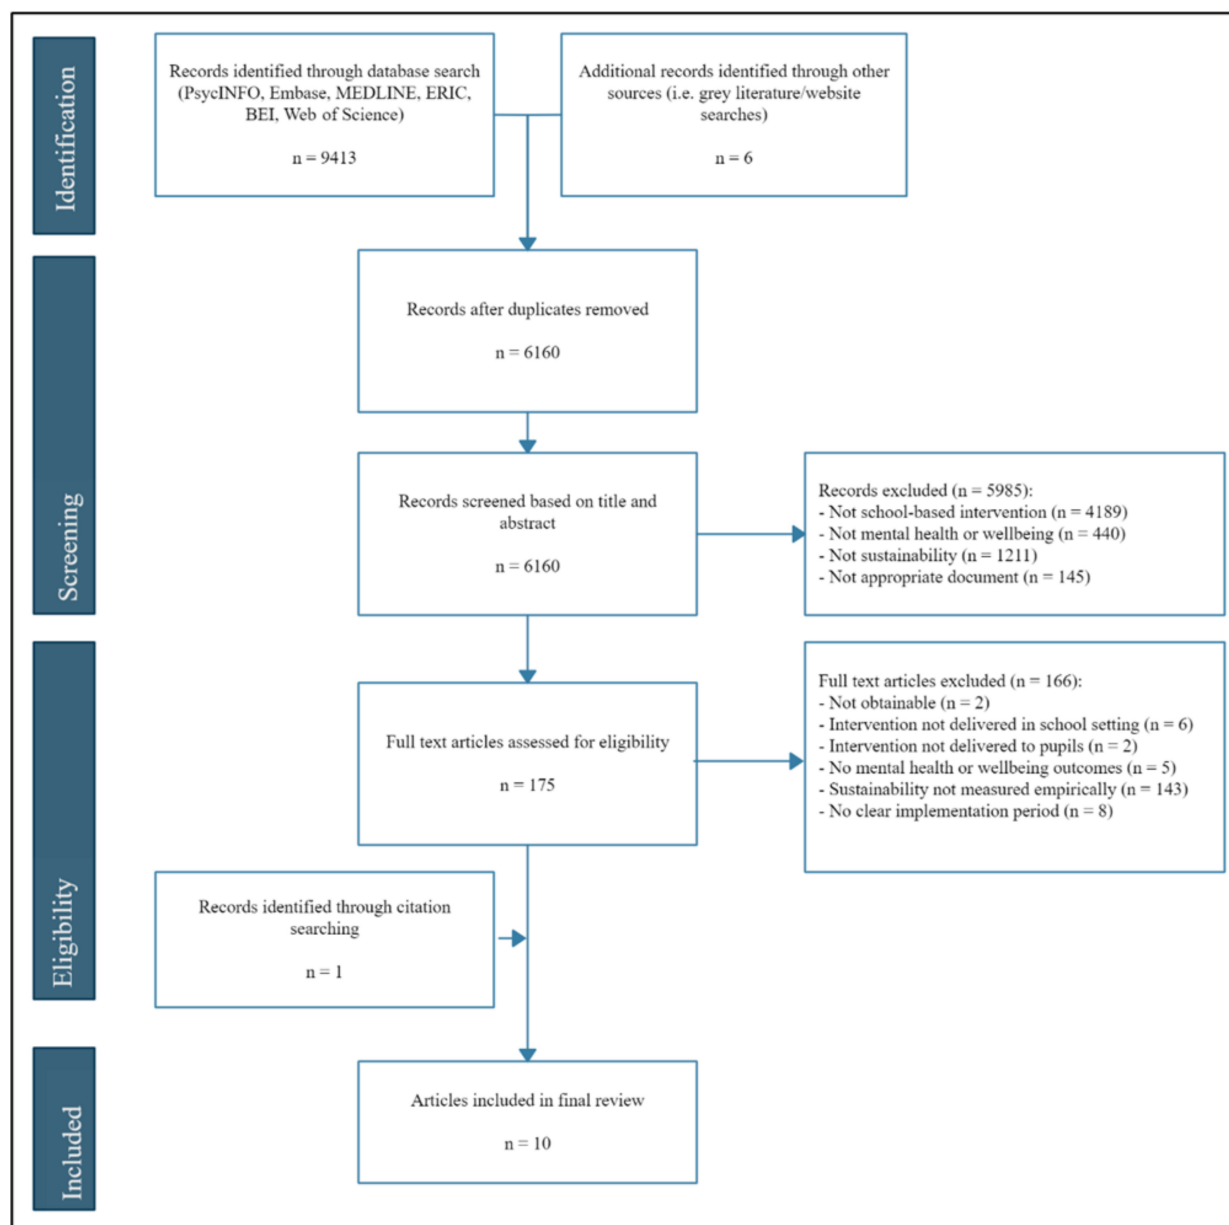 Identification
Records identified through database search
(PsycINFO, Embase, MEDLINE, ERIC,
BEI, Web of Science)
n = 9413
Additional records identified through other
sources (i.e. grey literature/website
searches)
n = 6
Screening
Records after duplicates removed
n = 6160
Records screened based on title and
abstract
n = 6160
Records excluded (n = 5985):
- Not school-based intervention (n = 4189)
- Not mental health or wellbeing (n = 440)
- Not sustainability (n = 1211)
- Not appropriate document (n = 145)
Eligibility
Full text articles assessed for eligibility
n = 175
Full text articles excluded (n = 166):
- Not obtainable (n = 2)
- Intervention not delivered in school setting (n = 6)
- Intervention not delivered to pupils (n = 2)
- No mental health or wellbeing outcomes (n = 5)
- Sustainability not measured empirically (n = 143)
- No clear implementation period (n = 8)
Records identified through citation
searching
n = 1
Included
Articles included in final review
n = 10